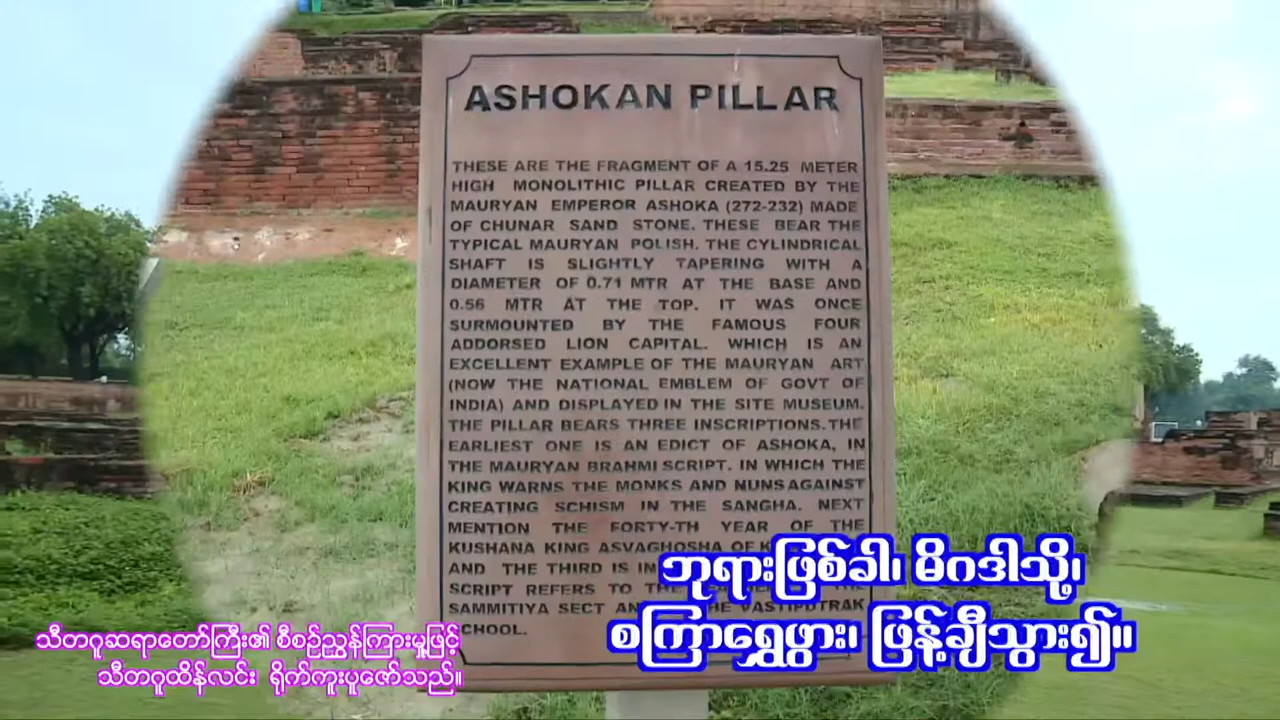 ASHOKAN PILLAR
THESE ARE THE FRAGMENT OF A 15.25 METER
HIGH MONOLITHIC PILLAR CREATED BY THE
MAURYAN EMPEROR ASHOKA (272-232) MADE
OF CHUNAR SAND STONE. THESE BEAR THE
TYPICAL MAURYAN POLISH. THE CYLINDRICAL
SHAFT IS SLIGHTLY TAPERING WITH A
DIAMETER OF 0.71 MTR AT THE BASE AND
0.56 MTR AT THE TOP. IT WAS ONCE
SURMOUNTED BY THE FAMOUS FOUR
ADDORSED LION CAPITAL. WHICH IS AN
EXCELLENT EXAMPLE OF THE MAURYAN ART
(NOW THE NATIONAL EMBLEM OF GOVT OF
INDIA) AND DISPLAYED IN THE SITE MUSEUM.
THE PILLAR BEARS THREE INSCRIPTIONS.THE
EARLIEST ONE IS AN EDICT OF ASHOKA, IN
THE MAURYAN BRAHMI SCRIPT. IN WHICH THE
KING WARNS THE MONKS AND NUNS AGAINST
CREATING SCHISM IN THE SANGHA. NEXT
MENTION THE FORTY-TH YEAR OF THE
KUSHANA KING ASVAGHOSHA OF
AND THE THIRD IS IN
SCRIPT REFERS TO THE
SAMMITIYA SECT THE VASTIPUTRAK
SCHOOL.
ဘုရားဖြစ်ခါ၊ မိဂဒါသို့၊
စကြာရွှေဖွား၊ ဖြန့်ချီသွား၍။
သီတဂူဆရာတော်ကြီး၏ စီစဉ်ညွှန်ကြားမှုဖြင့်
သီတဂူထိန်လင်း ရိုက်ကူးပူဇော်သည်။